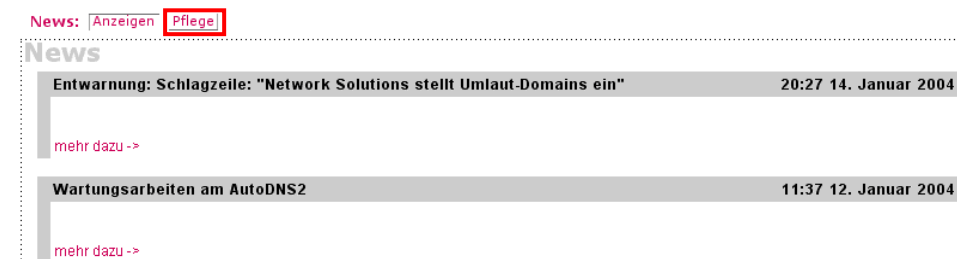 News: Anzeigen Pflege
News
Entwarnung: Schlagzeile: "Network Solutions stellt Umlaut-Domains ein" 20:27 14. Januar 2004
mehr dazu ->
Wartungsarbeiten am AutoDNS2 11:37 12. Januar 2004
mehr dazu ->